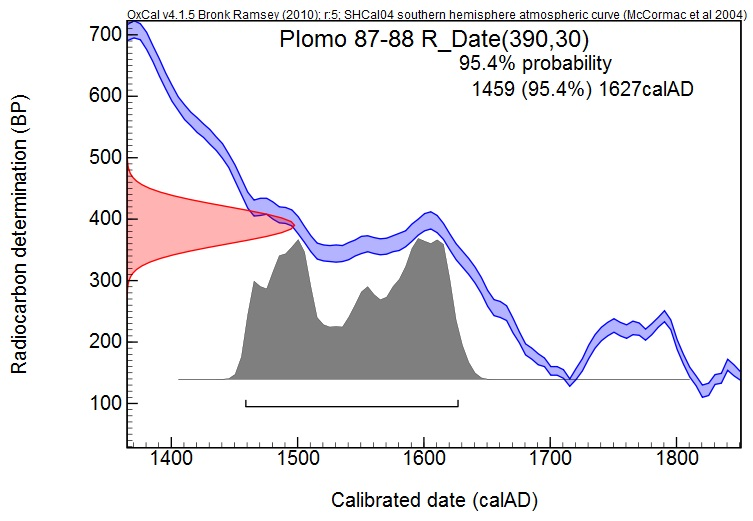 OxCal v4.1.5 Bronk Ramsey (2010); r:5; SHCal04 southern hemisphere atmospheric curve (McCormac et al 2004)
Plomo 87-88 R_Date(390,30)
95.4% probability
1459 (95.4%) 1627calAD
Radiocarbon determination (BP)
700
600
500
400
300
200
100
1400 1500 1600 1700 1800
Calibrated date (calAD)